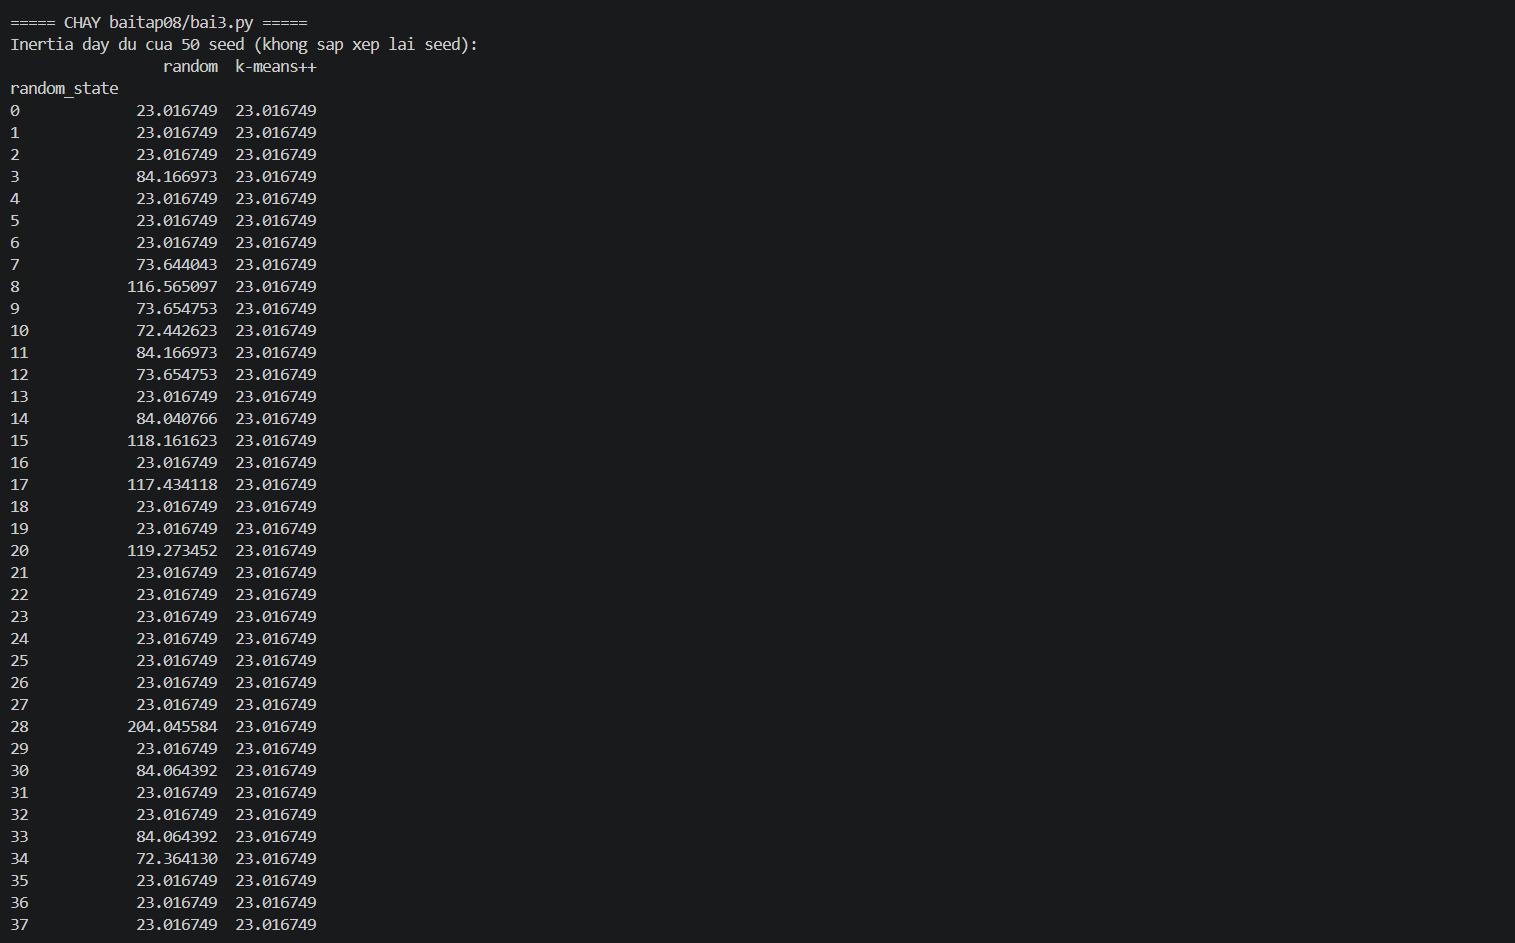 ===== CHAY baitap08/bai3.py =====
Inertia day du cua 50 seed (khong sap xep lai seed):
random k-means++
random_state
0 23.016749 23.016749
1 23.016749 23.016749
2 23.016749 23.016749
3 84.166973 23.016749
4 23.016749 23.016749
5 23.016749 23.016749
6 23.016749 23.016749
7 73.644043 23.016749
8 116.565097 23.016749
9 73.654753 23.016749
10 72.442623 23.016749
11 84.166973 23.016749
12 73.654753 23.016749
13 23.016749 23.016749
14 84.040766 23.016749
15 118.161623 23.016749
16 23.016749 23.016749
17 117.434118 23.016749
18 23.016749 23.016749
19 23.016749 23.016749
20 119.273452 23.016749
21 23.016749 23.016749
22 23.016749 23.016749
23 23.016749 23.016749
24 23.016749 23.016749
25 23.016749 23.016749
26 23.016749 23.016749
27 23.016749 23.016749
28 204.045584 23.016749
29 23.016749 23.016749
30 84.064392 23.016749
31 23.016749 23.016749
32 23.016749 23.016749
33 84.064392 23.016749
34 72.364130 23.016749
35 23.016749 23.016749
36 23.016749 23.016749
37 23.016749 23.016749